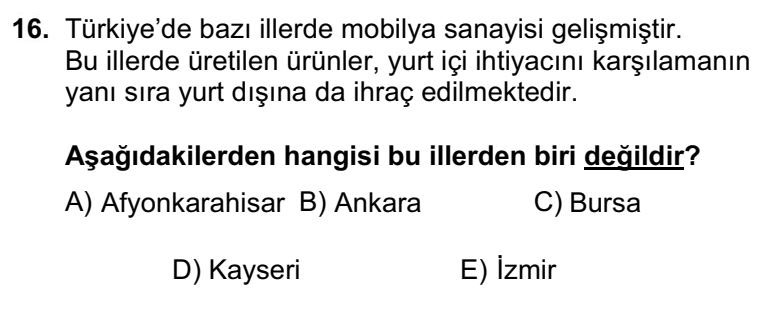 16. Türkiye’de bazı illerde mobilya sanayisi gelişmiştir.
Bu illerde üretilen ürünler, yurt içi ihtiyacını karşılamanın
yanı sıra yurt dışına da ihraç edilmektedir.
Aşağıdakilerden hangisi bu illerden biri değildir?
A) Afyonkarahisar B) Ankara C) Bursa
D) Kayseri E) İzmir